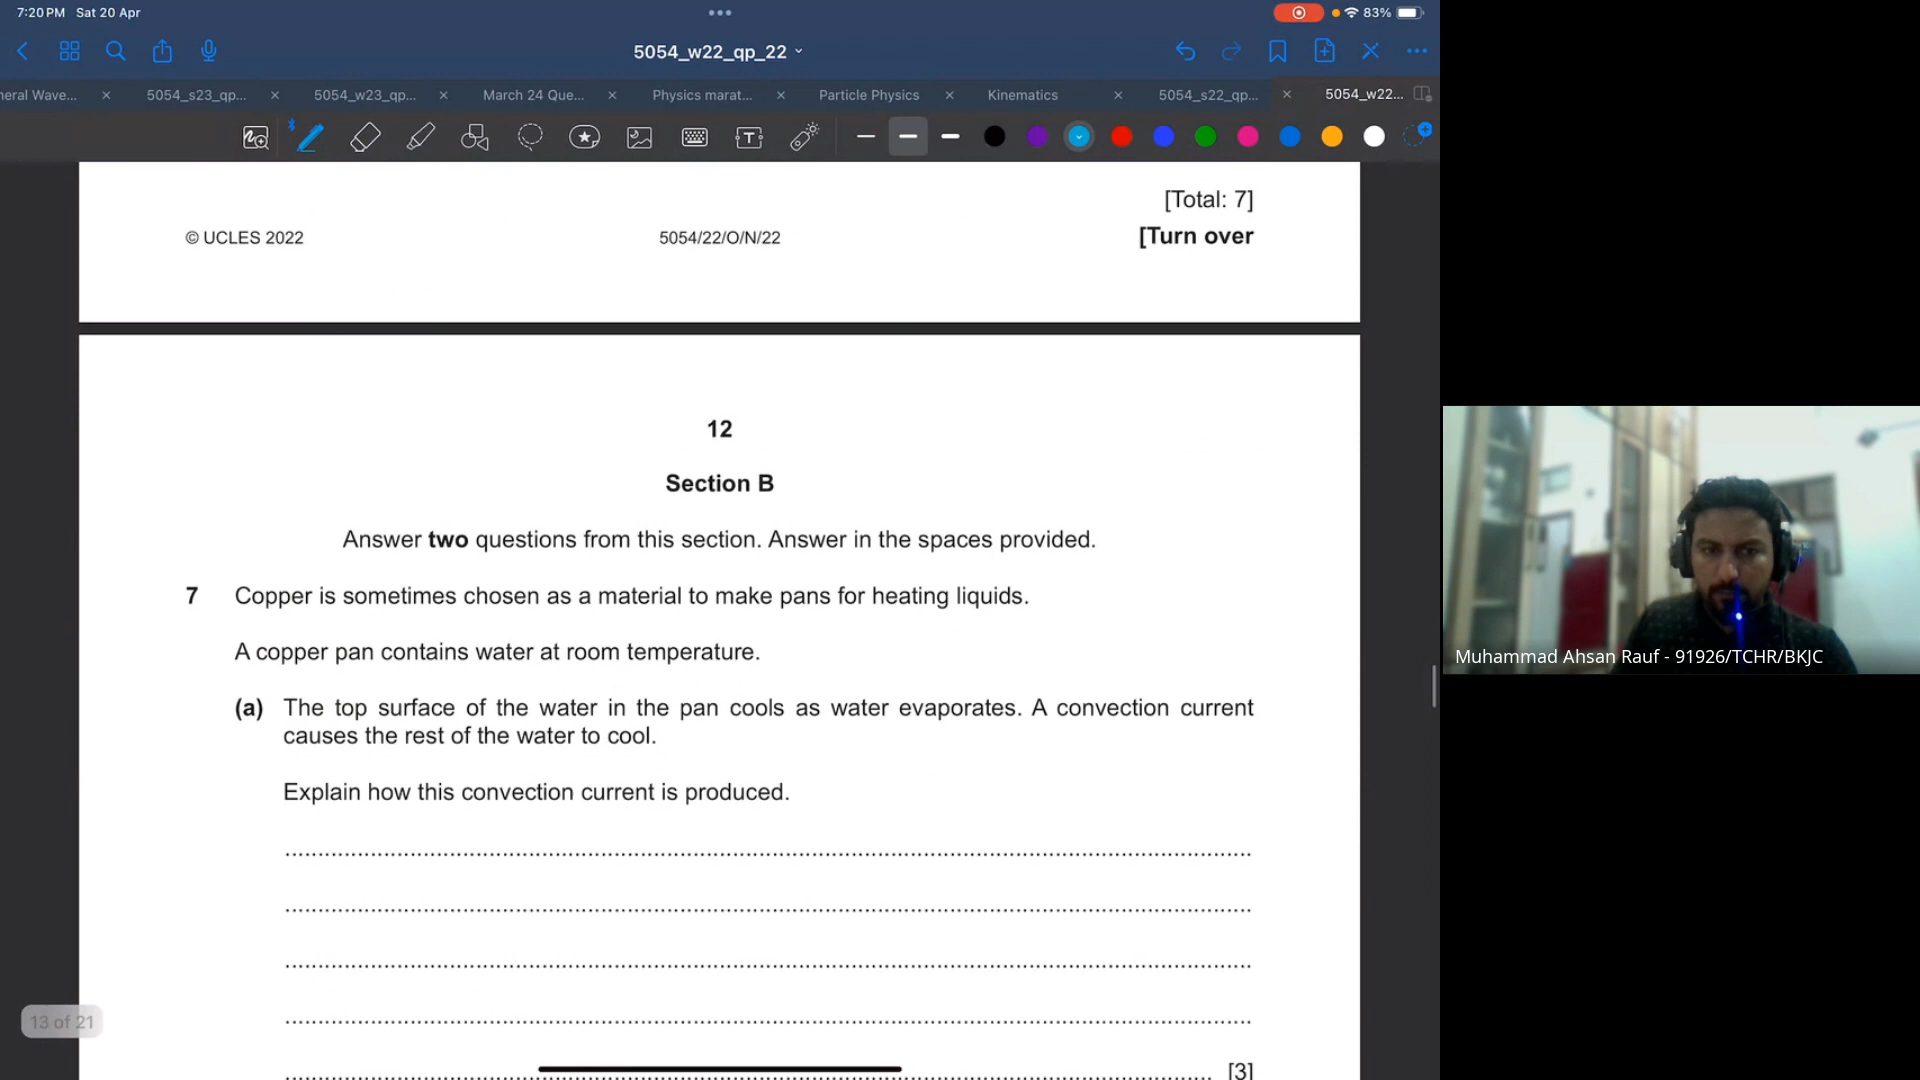 7:20 PM Sat 20 Apr
83%
5054_w22_qp_22
neral Wave...
5054_s23_qp...
5054_w23_qp...
March 24 Que...
Physics marat...
Particle Physics
Kinematics
5054_s22_qp...
5054_w22...
[Total: 7]
© UCLES 2022
5054/22/O/N/22
[Turn over
12
Section B
Answer two questions from this section. Answer in the spaces provided.
7 Copper is sometimes chosen as a material to make pans for heating liquids.
A copper pan contains water at room temperature.
(a) The top surface of the water in the pan cools as water evaporates. A convection current
causes the rest of the water to cool.
Explain how this convection current is produced.
[3]
13 of 21
Muhammad Ahsan Rauf - 91926/TCHR/BKJC